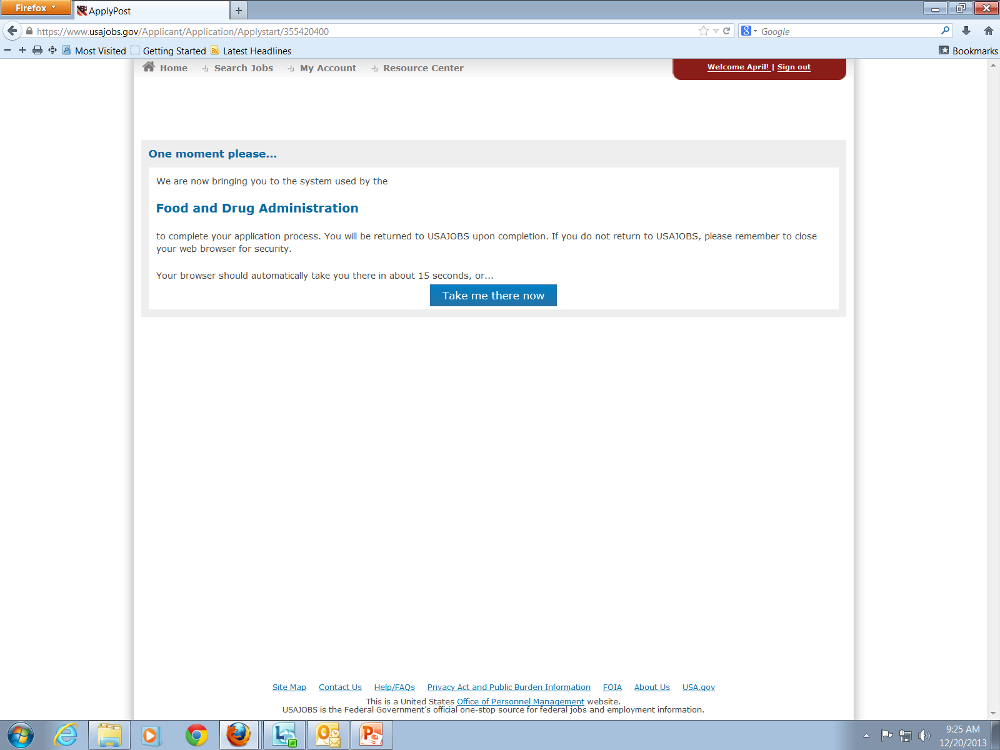 Firefox
ApplyPost
https://www.usajobs.gov/Applicant/Application/Applystart/355420400
Google
Most Visited Getting Started Latest Headlines
Bookmarks
Home Search Jobs My Account Resource Center
Welcome April! | Sign out
One moment please...
We are now bringing you to the system used by the
Food and Drug Administration
to complete your application process. You will be returned to USAJOBS upon completion. If you do not return to USAJOBS, please remember to close
your web browser for security.
Your browser should automatically take you there in about 15 seconds, or...
Take me there now
Site Map Contact Us Help/FAQs Privacy Act and Public Burden Information FOIA About Us USA.gov
This is a United States Office of Personnel Management website.
USAJOBS is the Federal Government's official one-stop source for federal jobs and employment information.
9:25 AM
12/20/2013